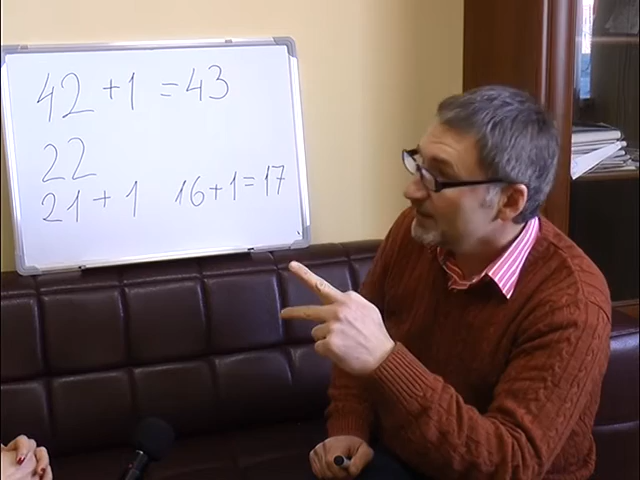 42 +1 = 43
22
21 + 1 16+1=17